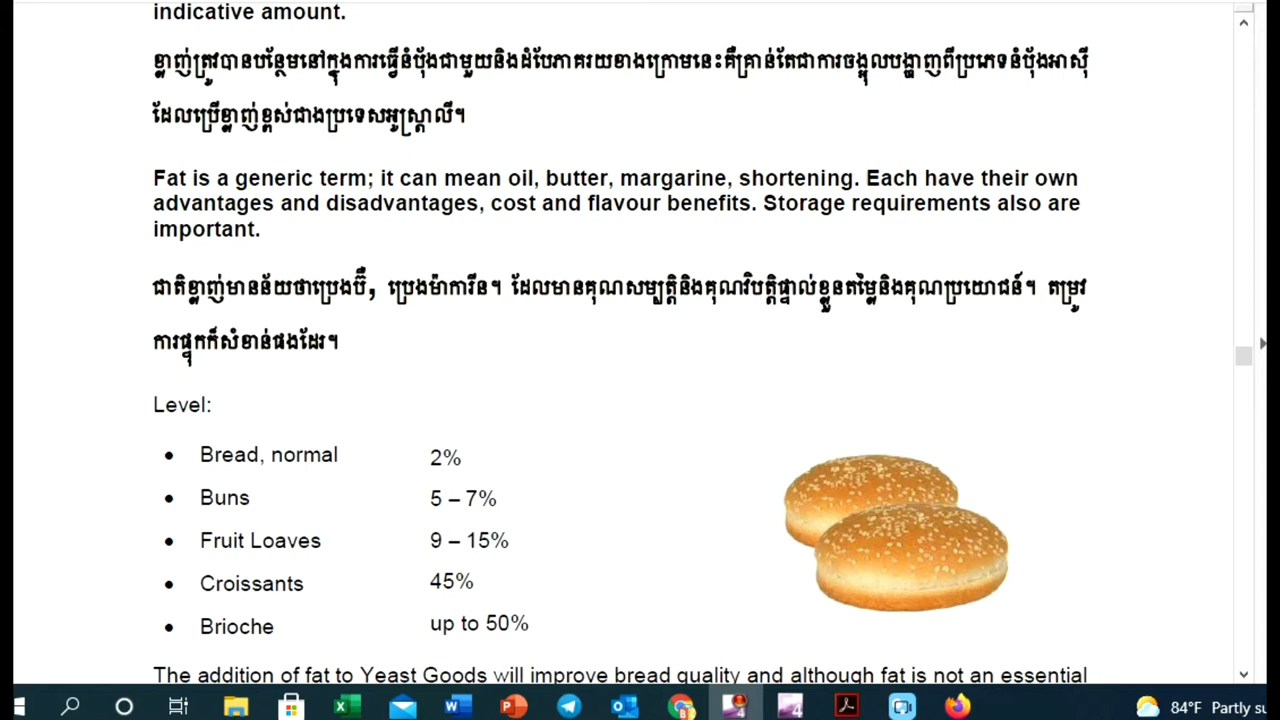 indicative amount.
ខ្លាញ់ត្រូវបានបន្ថែមនៅក្នុងការធ្វើនំបុ័ងជាមួយនិងដំបែភាគរយខាងក្រោមនេះគឺគ្រាន់តែជាការចង្អុលបង្ហាញពីប្រភេទនំបុ័ងអាស៊ី
ដែលប្រើខ្លាញ់ខ្ពស់ជាងប្រទេសអូស្ត្រាលី។
Fat is a generic term; it can mean oil, butter, margarine, shortening. Each have their own
advantages and disadvantages, cost and flavour benefits. Storage requirements also are
important.
ជាតិខ្លាញ់មានន័យថាប្រេងប៊ឺ, ប្រេងម៉ាការីន។ ដែលមានគុណសម្បត្តិនិងគុណវិបត្តិផ្ទាល់ខ្លួនតម្លៃនិងគុណប្រយោជន៍។ តម្រូវ
ការផ្ទុកក៏សំខាន់ផងដែរ។
Level:
• Bread, normal 2%
• Buns 5 – 7%
• Fruit Loaves 9 – 15%
• Croissants 45%
• Brioche up to 50%
The addition of fat to Yeast Goods will improve bread quality and although fat is not an essential
84°F Partly su